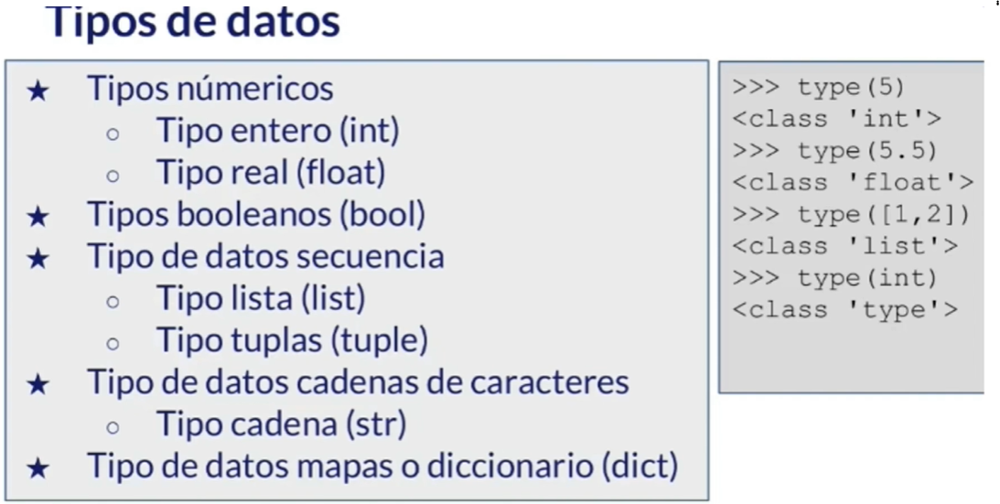 Tipos de datos
★ Tipos númericos
○ Tipo entero (int)
○ Tipo real (float)
★ Tipos booleanos (bool)
★ Tipo de datos secuencia
○ Tipo lista (list)
○ Tipo tuplas (tuple)
★ Tipo de datos cadenas de caracteres
○ Tipo cadena (str)
★ Tipo de datos mapas o diccionario (dict)
>>> type(5)
<class 'int'>
>>> type(5.5)
<class 'float'>
>>> type([1,2])
<class 'list'>
>>> type(int)
<class 'type'>